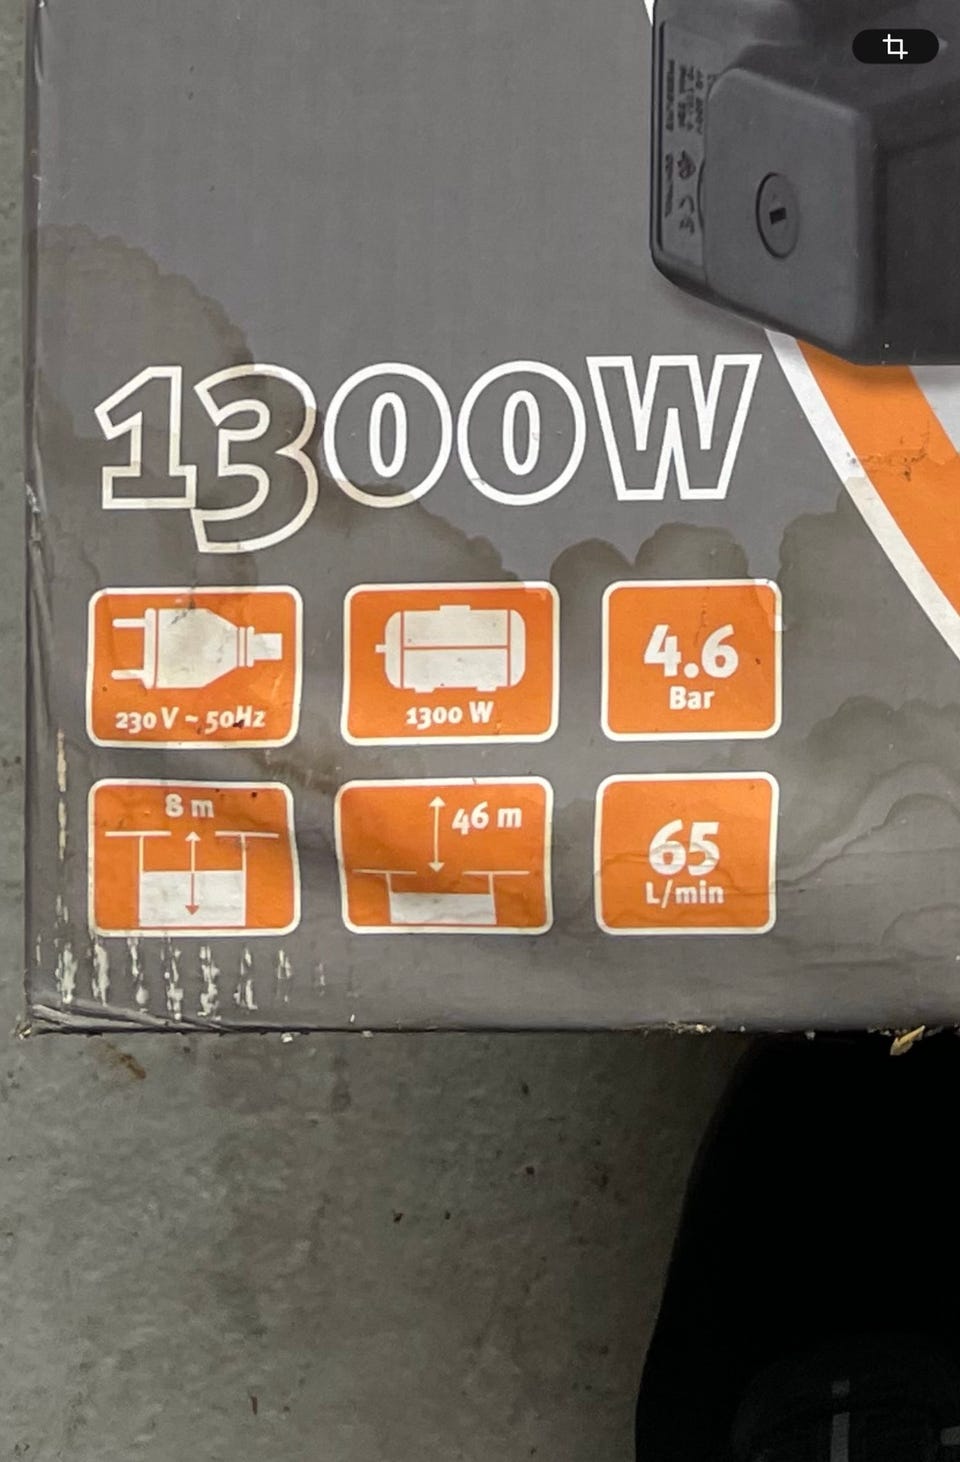 1300W
230 V ~ 50Hz
1300 W
4.6
Bar
8 m
46 m
65
L/min